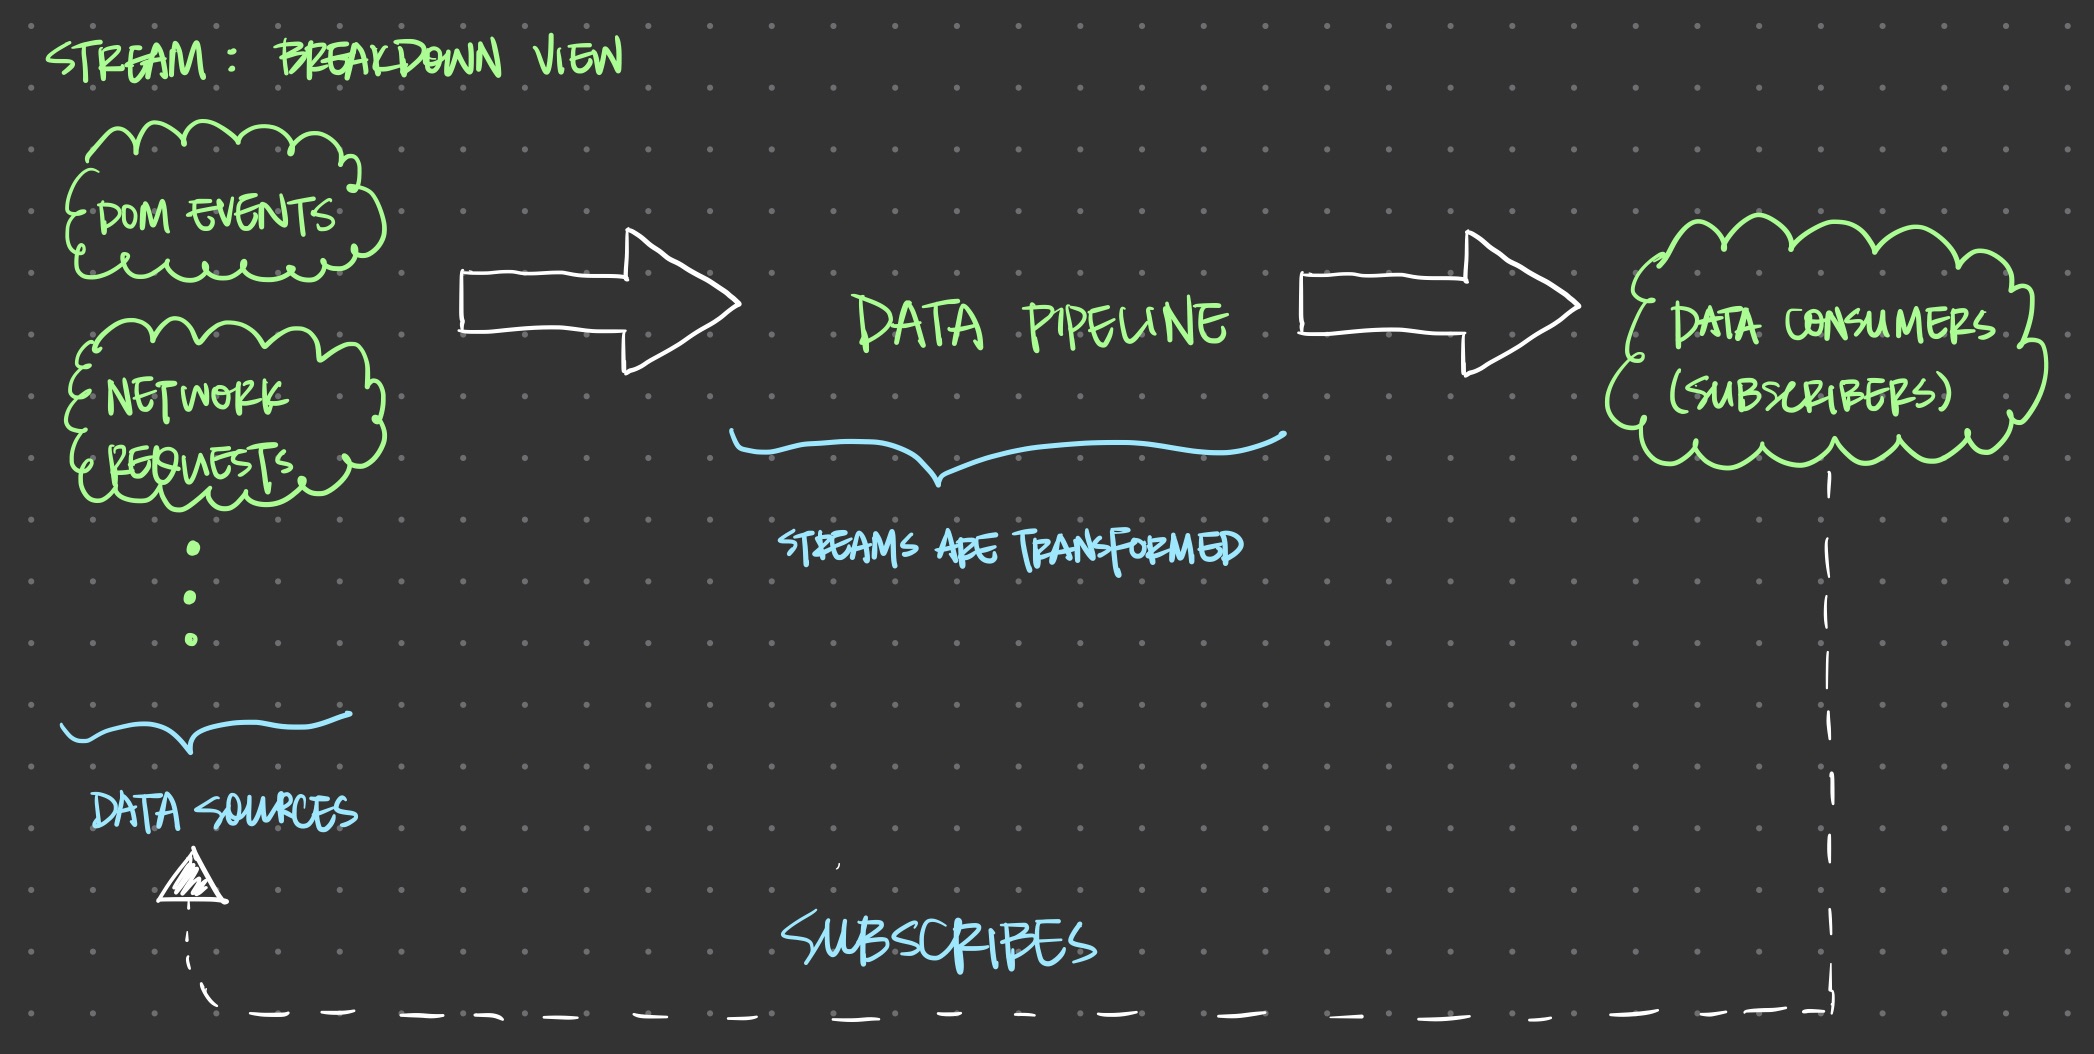 STREAM : BREAKDOWN VIEW
DOM EVENTS
NETWORK
REQUESTS
DATA PIPELINE
DATA CONSUMERS
(SUBSCRIBERS)
STREAMS ARE TRANSFORMED
DATA SOURCES
SUBSCRIBES